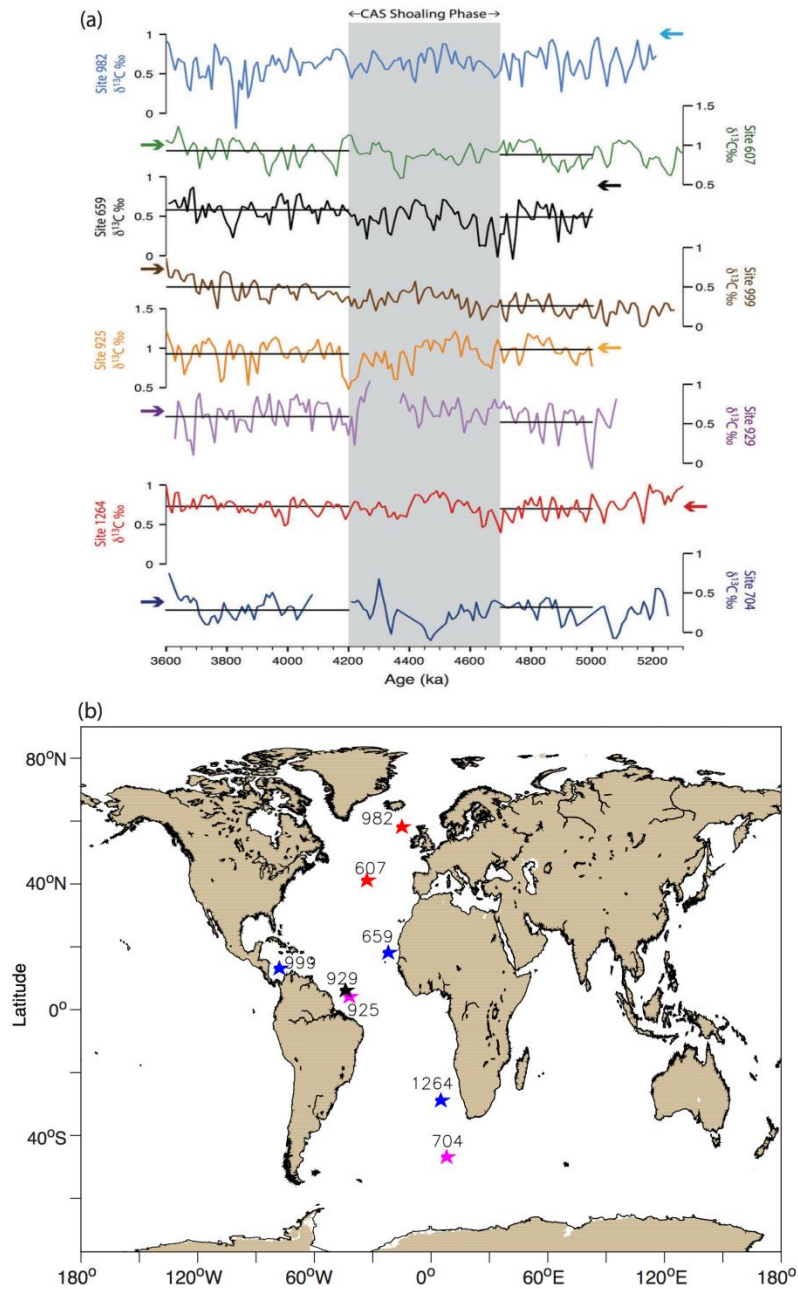 (a)
←CAS Shoaling Phase→
Site 982
δ¹³C ‰
1
0.5
0
1.5
1
0.5
Site 607
δ¹³C‰
Site 659
δ¹³C ‰
1
0.5
0
1
0.5
0
Site 999
δ¹³C ‰
Site 925
δ¹³C ‰
1.5
1
0.5
1
0.5
0
Site 929
δ¹³C ‰
Site 1264
δ¹³C ‰
1
0.5
0
1
0.5
0
Site 704
δ¹³C ‰
3600 3800 4000 4200 4400 4600 4800 5000 5200
Age (ka)
(b)
80°N
40°N
0°
40°S
Latitude
982
607
659
999
929
925
1264
704
180° 120°W 60°W 0° 60°E 120°E 180°